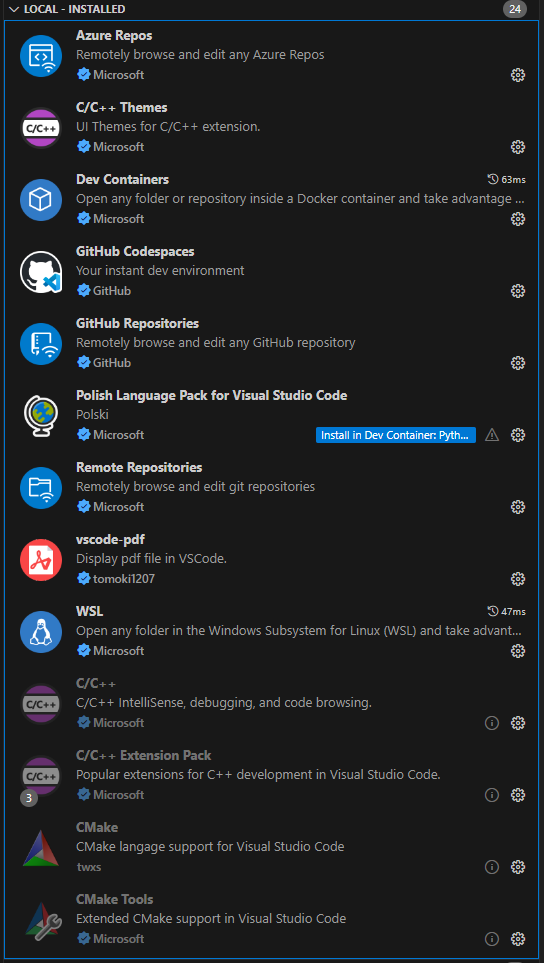 LOCAL - INSTALLED 24
Azure Repos
Remotely browse and edit any Azure Repos
Microsoft
C/C++ Themes
C/C++
UI Themes for C/C++ extension.
Microsoft
Dev Containers 63ms
Open any folder or repository inside a Docker container and take advantage ...
Microsoft
GitHub Codespaces
Your instant dev environment
GitHub
GitHub Repositories
Remotely browse and edit any GitHub repository
GitHub
Polish Language Pack for Visual Studio Code
Polski
Microsoft Install in Dev Container: Pyth...
Remote Repositories
Remotely browse and edit git repositories
Microsoft
vscode-pdf
Display pdf file in VSCode.
tomoki1207
WSL 47ms
Open any folder in the Windows Subsystem for Linux (WSL) and take advant...
Microsoft
C/C++
C/C++
C/C++ IntelliSense, debugging, and code browsing.
Microsoft
C/C++ Extension Pack
C/C++
Popular extensions for C++ development in Visual Studio Code.
3 Microsoft
CMake
CMake langage support for Visual Studio Code
twxs
CMake Tools
Extended CMake support in Visual Studio Code
Microsoft